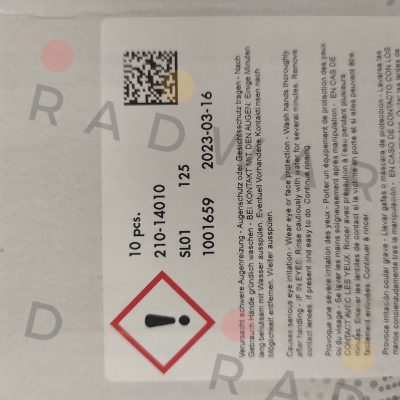 10 pcs.
210-14010
SL01 125
1001659 2023-03-16
Verursacht schwere Augenreizung - Augenschutz oder Gesichtsschutz tragen - Nach
Gebrauch Hände gründlich waschen - BEI KONTAKT MIT DEN AUGEN: Einige Minuten
lang behutsam mit Wasser ausspülen. Eventuell Vorhandene Kontaktlinsen nach
Möglichkeit entfernen. Weiter ausspülen.
Causes serious eye irritation - Wear eye or face protection - Wash hands thoroughly
after handling - IF IN EYES: Rinse cautiously with water for several minutes. Remove
contact lenses, if present and easy to do. Continue rinsing.
Provoque une sévère irritation des yeux - Porter un équipement de protection des yeux
ou du visage - Se laver les mains soigneusement après manipulation - EN CAS DE
CONTACT AVEC LES YEUX: Rincer avec précaution à l'eau pendant plusieurs
minutes. Enlever les lentilles de contact si la victime en porte et si elles peuvent être
facilement enlevées. Continuer à rincer.
Provoca irritación ocular grave - Llevar gafas o máscara de protección - Lavarse las
manos concienzudamente tras la manipulación - EN CASO DE CONTACTO CON LOS
RADWAR
RAD